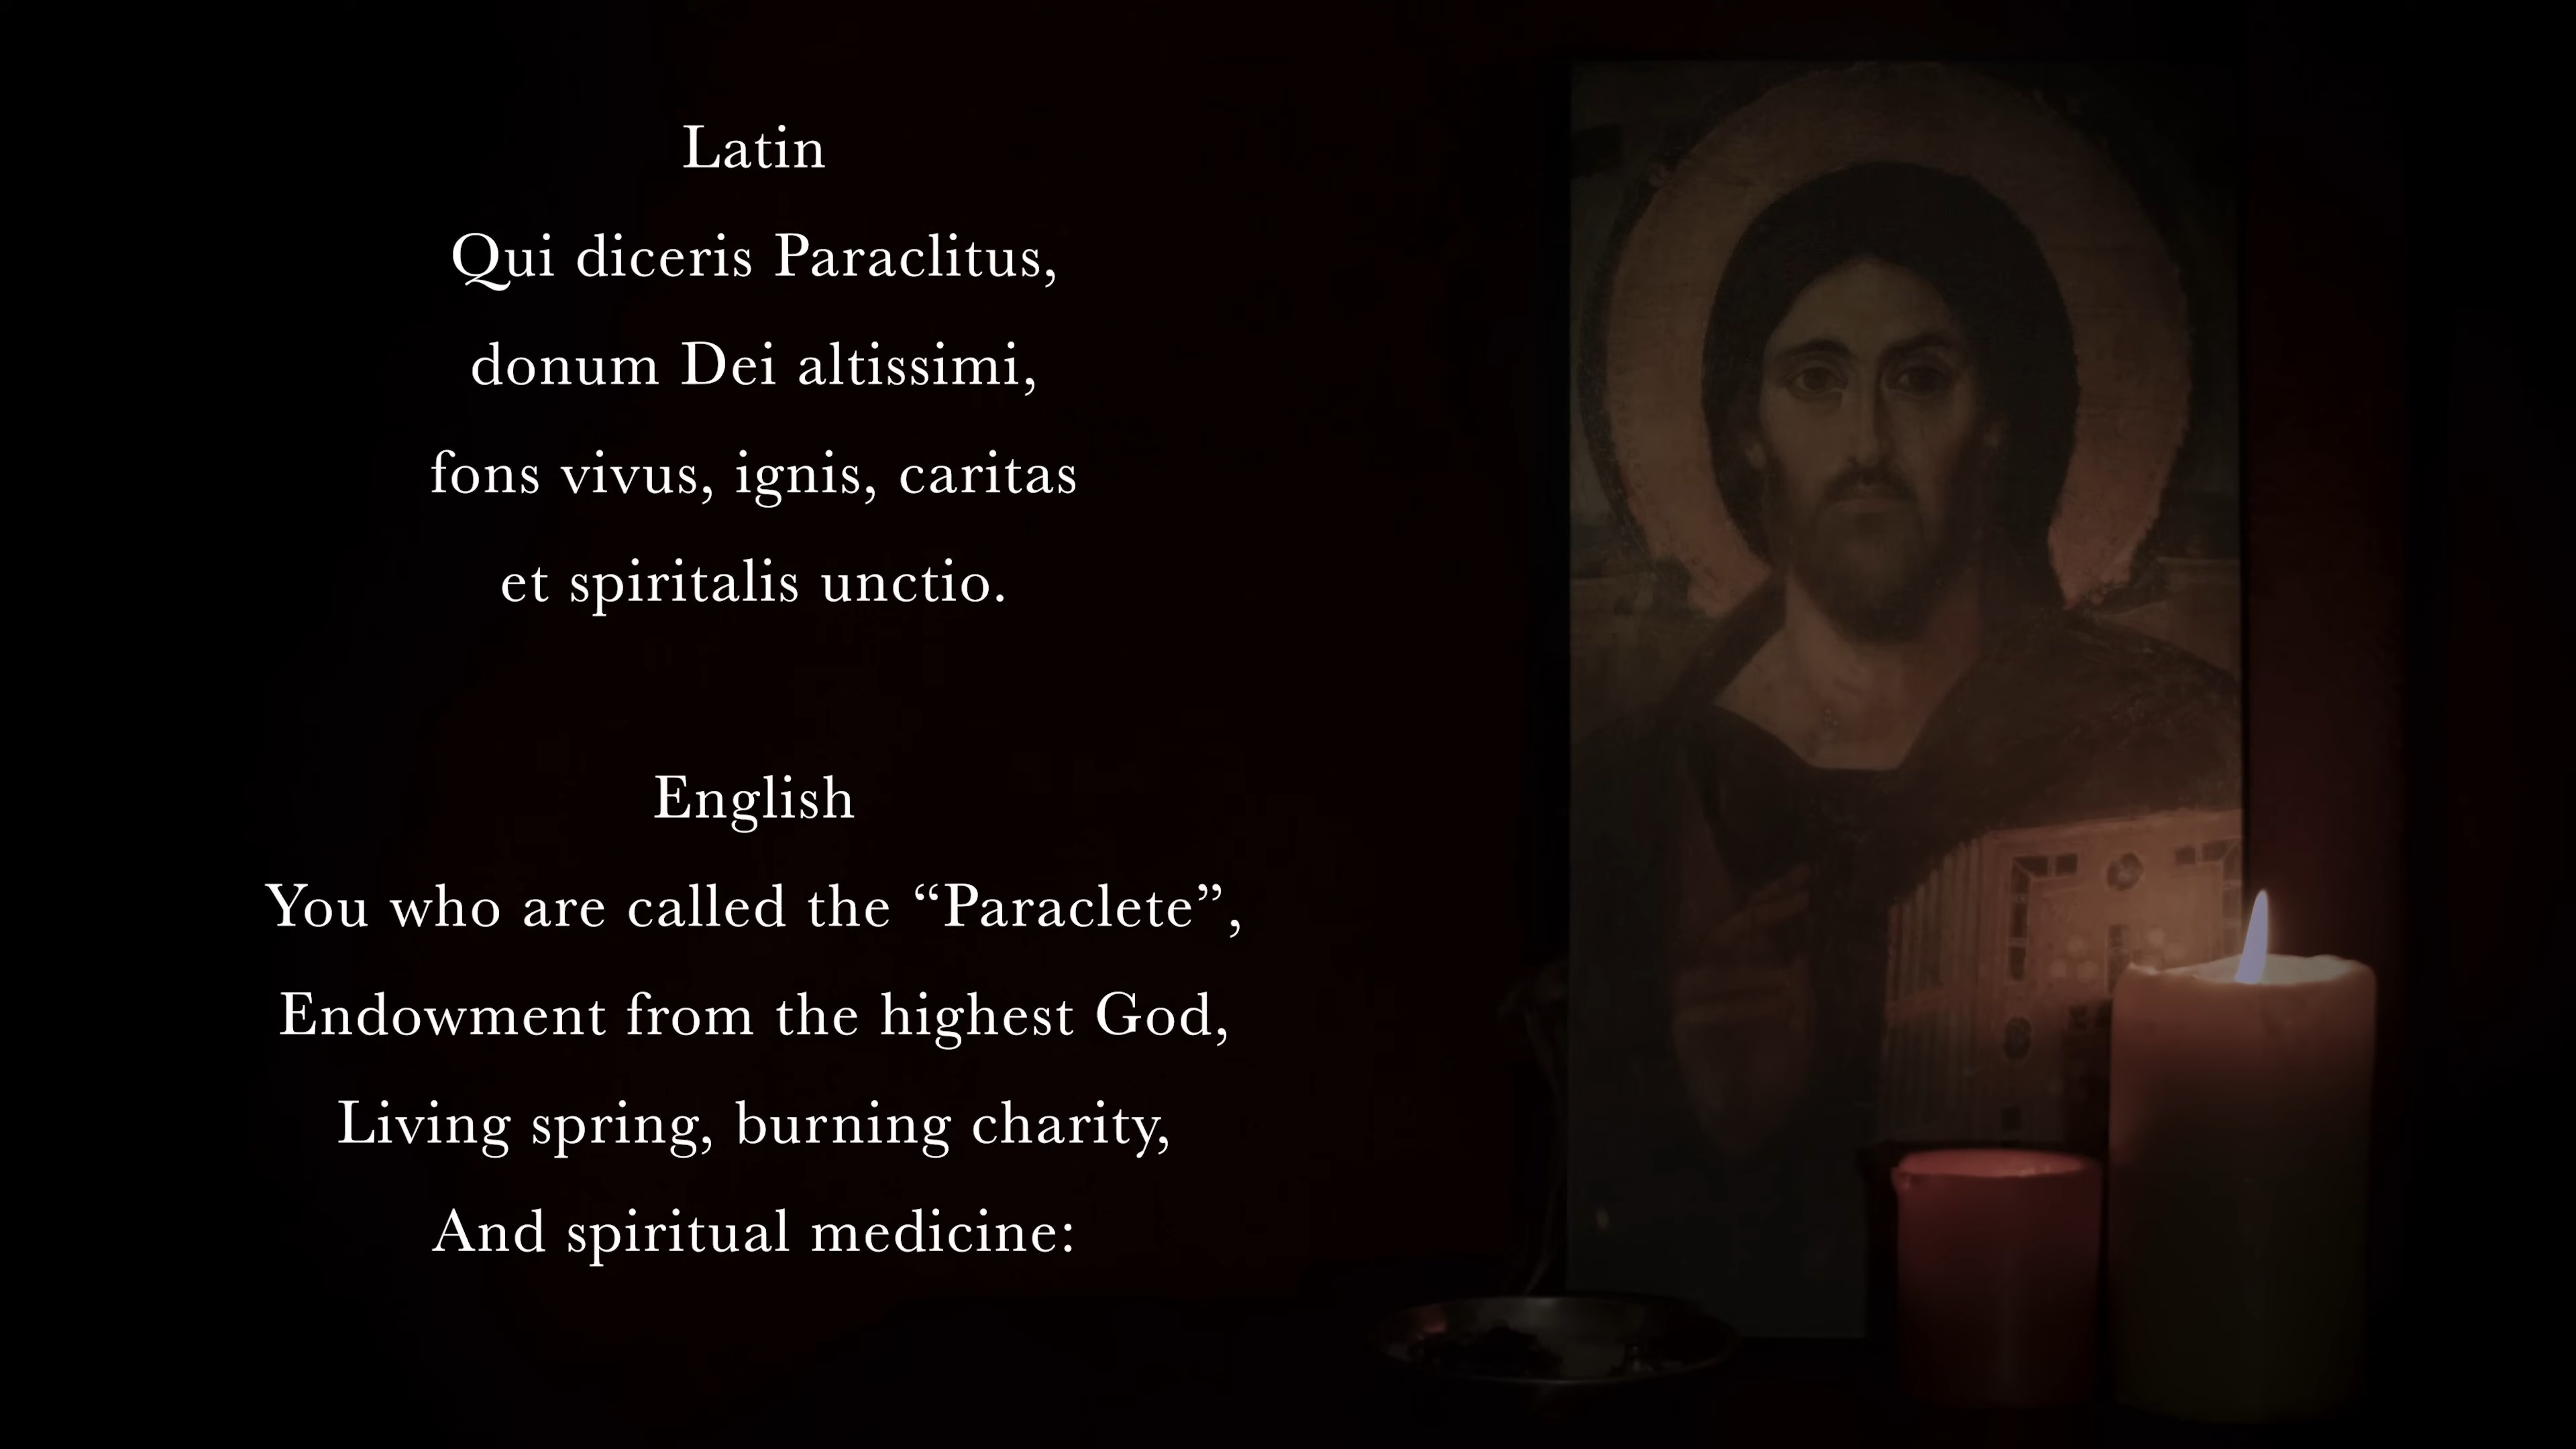 Latin
Qui diceris Paraclitus,
donum Dei altissimi,
fons vivus, ignis, caritas
et spiritalis unctio.
English
You who are called the “Paraclete”,
Endowment from the highest God,
Living spring, burning charity,
And spiritual medicine: